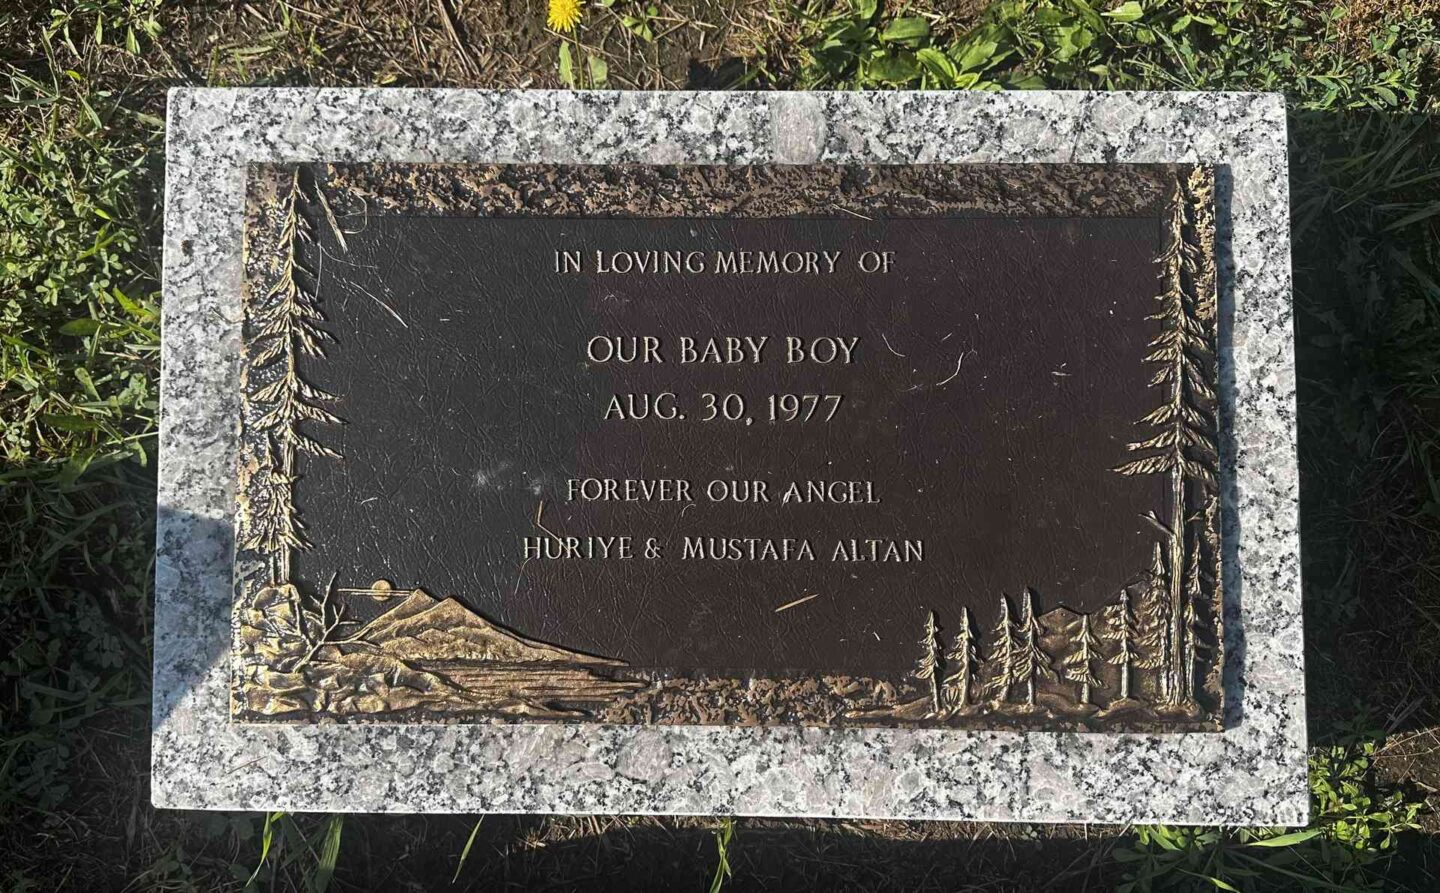 IN LOVING MEMORY OF
OUR BABY BOY
AUG. 30, 1977
FOREVER OUR ANGEL
HURIYE & MUSTAFA ALTAN